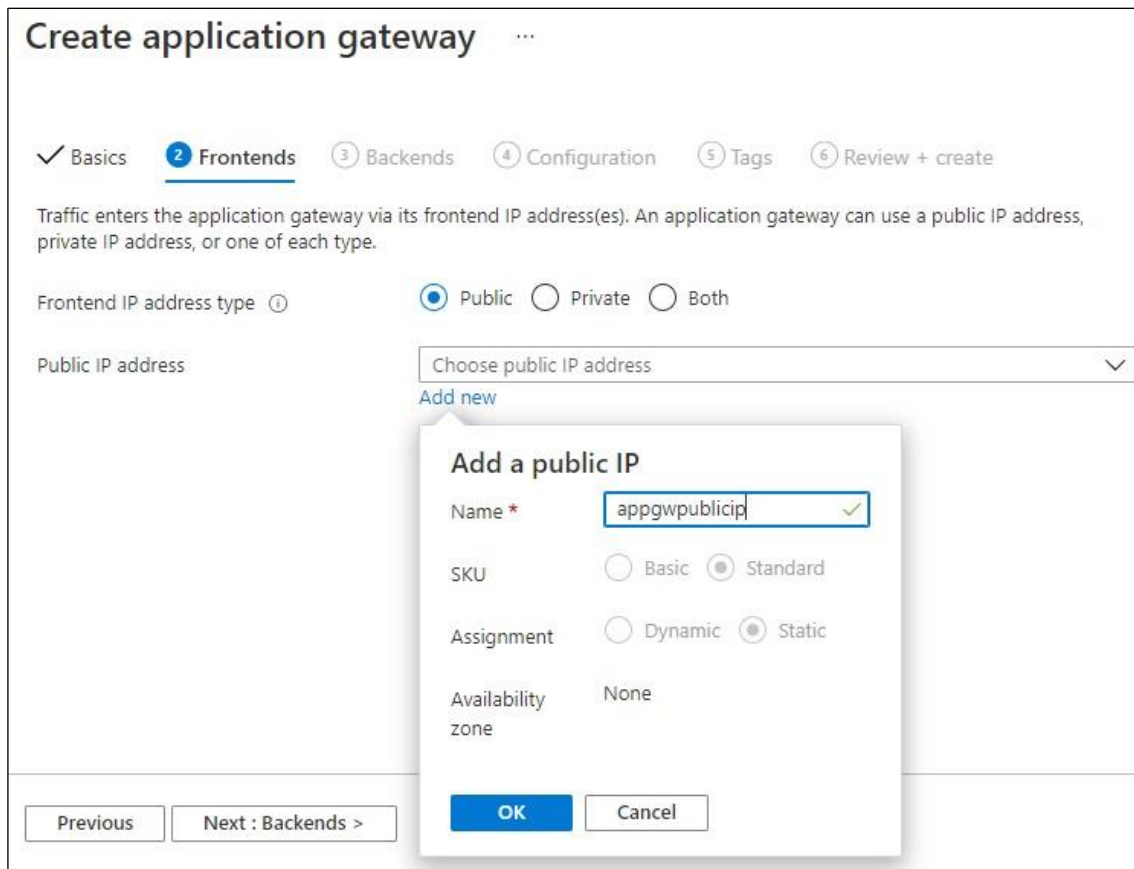 Create application gateway ...
Basics 2 Frontends 3 Backends 4 Configuration 5 Tags 6 Review + create
Traffic enters the application gateway via its frontend IP address(es). An application gateway can use a public IP address,
private IP address, or one of each type.
Frontend IP address type Public Private Both
Public IP address Choose public IP address
Add new
Add a public IP
Name * appgwpublicip
SKU Basic Standard
Assignment Dynamic Static
Availability None
zone
OK Cancel
Previous Next : Backends >